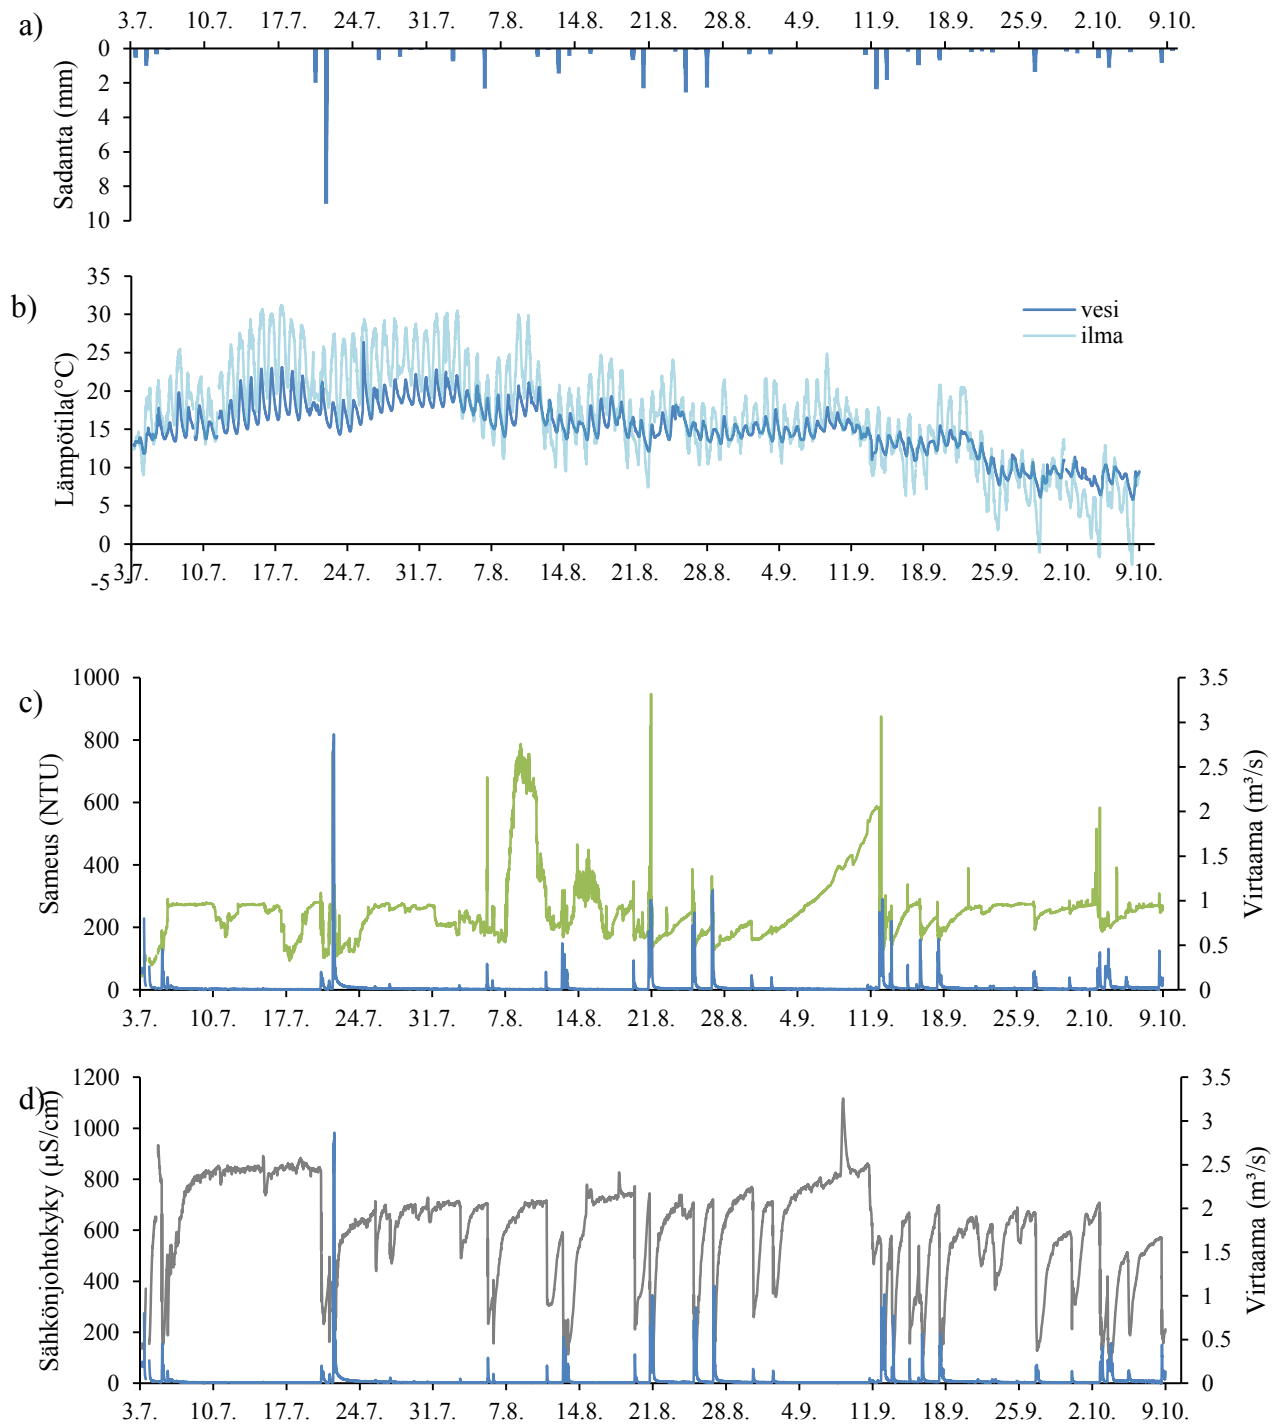 a)
3.7. 10.7. 17.7. 24.7. 31.7. 7.8. 14.8. 21.8. 28.8. 4.9. 11.9. 18.9. 25.9. 2.10. 9.10.
0
2
4
6
8
10
Sadanta (mm)
b)
35
30
25
20
15
10
5
0
-5
Lämpötila(°C)
vesi
ilma
3.7. 10.7. 17.7. 24.7. 31.7. 7.8. 14.8. 21.8. 28.8. 4.9. 11.9. 18.9. 25.9. 2.10. 9.10.
c)
1000
800
600
400
200
0
Sameus (NTU)
3.5
3
2.5
2
1.5
1
0.5
0
Virtaama (m³/s)
3.7. 10.7. 17.7. 24.7. 31.7. 7.8. 14.8. 21.8. 28.8. 4.9. 11.9. 18.9. 25.9. 2.10. 9.10.
d)
1200
1000
800
600
400
200
0
Sähkönjohtokyky (µS/cm)
3.5
3
2.5
2
1.5
1
0.5
0
Virtaama (m³/s)
3.7. 10.7. 17.7. 24.7. 31.7. 7.8. 14.8. 21.8. 28.8. 4.9. 11.9. 18.9. 25.9. 2.10. 9.10.